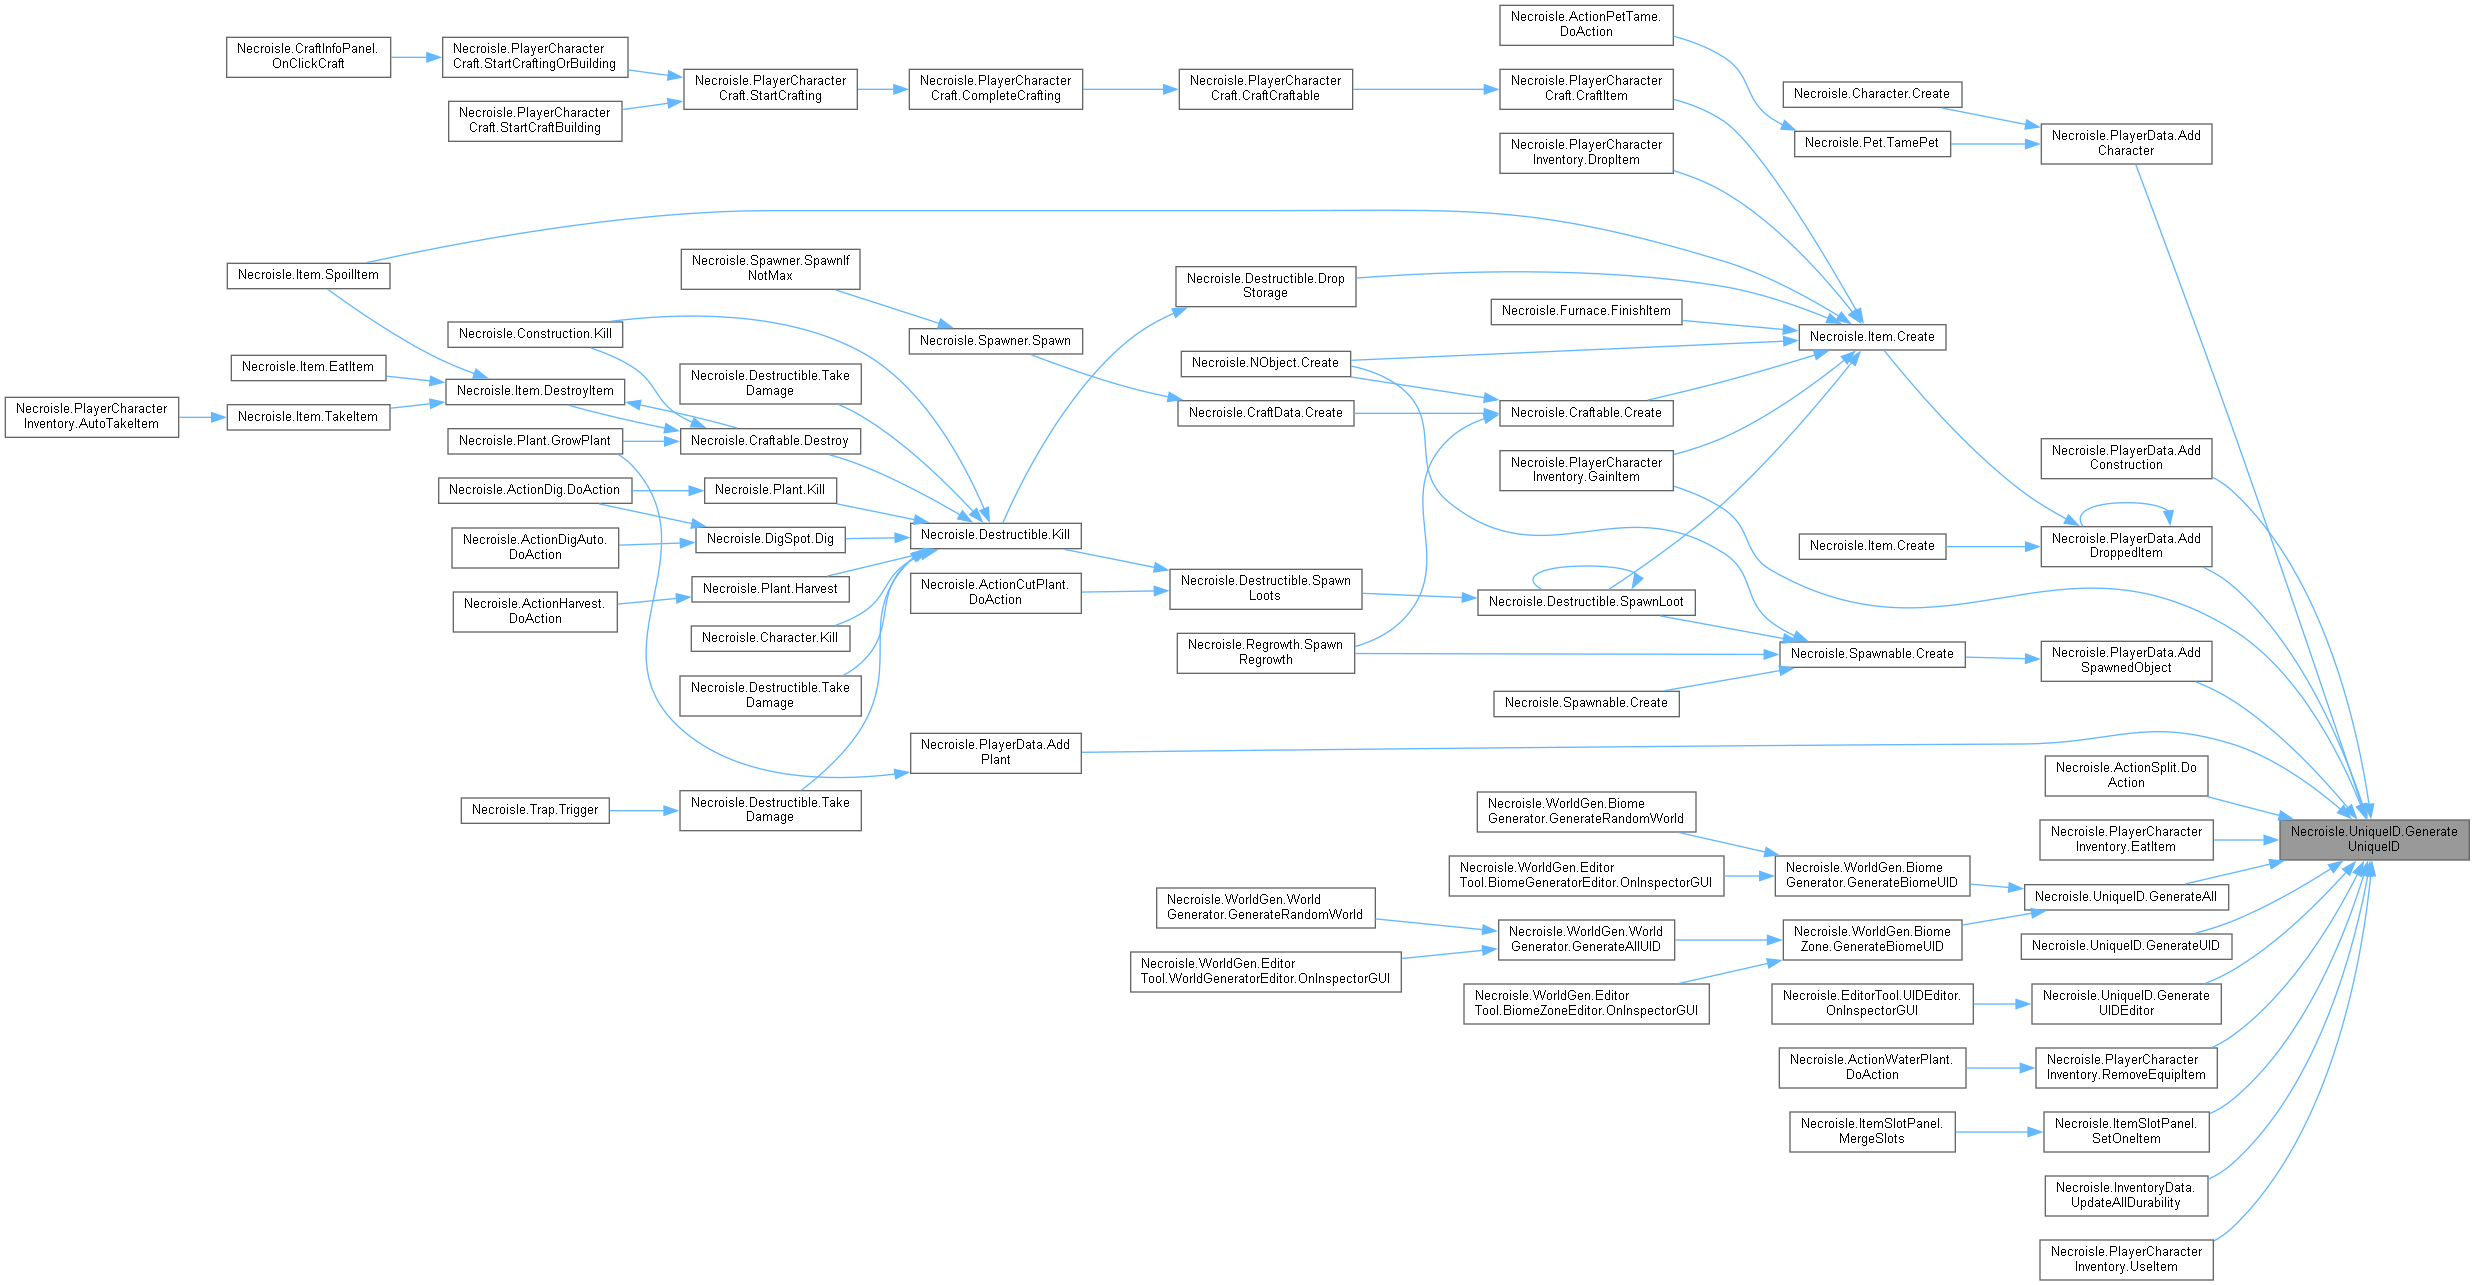 Necroisle.ActionPetTame.
DoAction
Necroisle.CraftInfoPanel.
OnClickCraft
Necroisle.PlayerCharacter
Craft.StartCraftingOrBuilding
Necroisle.PlayerCharacter
Craft.StartCrafting
Necroisle.PlayerCharacter
Craft.CompleteCrafting
Necroisle.PlayerCharacter
Craft.CraftCraftable
Necroisle.PlayerCharacter
Craft.CraftItem
Necroisle.Character.Create
Necroisle.PlayerCharacter
Craft.StartCraftBuilding
Necroisle.PlayerCharacter
Inventory.DropItem
Necroisle.Pet.TamePet
Necroisle.PlayerData.Add
Character
Necroisle.Item.SpoilItem
Necroisle.Spawner.SpawnIf
NotMax
Necroisle.Destructible.Drop
Storage
Necroisle.Furnace.FinishItem
Necroisle.Construction.Kill
Necroisle.Spawner.Spawn
Necroisle.Item.Create
Necroisle.Item.EatItem
Necroisle.NObject.Create
Necroisle.Item.DestroyItem
Necroisle.Destructible.Take
Damage
Necroisle.PlayerCharacter
Inventory.AutoTakeItem
Necroisle.Item.TakeItem
Necroisle.CraftData.Create
Necroisle.Craftable.Create
Necroisle.Plant.GrowPlant
Necroisle.Craftable.Destroy
Necroisle.PlayerCharacter
Inventory.GainItem
Necroisle.PlayerData.Add
Construction
Necroisle.ActionDig.DoAction
Necroisle.Plant.Kill
Necroisle.ActionDigAuto.
DoAction
Necroisle.DigSpot.Dig
Necroisle.Destructible.Kill
Necroisle.Item.Create
Necroisle.PlayerData.Add
DroppedItem
Necroisle.ActionHarvest.
DoAction
Necroisle.Plant.Harvest
Necroisle.ActionCutPlant.
DoAction
Necroisle.Destructible.Spawn
Loots
Necroisle.Destructible.SpawnLoot
Necroisle.Character.Kill
Necroisle.Regrowth.Spawn
Regrowth
Necroisle.Spawnable.Create
Necroisle.PlayerData.Add
SpawnedObject
Necroisle.Destructible.Take
Damage
Necroisle.Spawnable.Create
Necroisle.PlayerData.Add
Plant
Necroisle.ActionSplit.Do
Action
Necroisle.Trap.Trigger
Necroisle.Destructible.Take
Damage
Necroisle.WorldGen.Biome
Generator.GenerateRandomWorld
Necroisle.PlayerCharacter
Inventory.EatItem
Necroisle.UniqueID.Generate
UniqueID
Necroisle.WorldGen.Editor
Tool.BiomeGeneratorEditor.OnInspectorGUI
Necroisle.WorldGen.Biome
Generator.GenerateBiomeUID
Necroisle.UniqueID.GenerateAll
Necroisle.WorldGen.World
Generator.GenerateRandomWorld
Necroisle.WorldGen.World
Generator.GenerateAllUID
Necroisle.WorldGen.Biome
Zone.GenerateBiomeUID
Necroisle.UniqueID.GenerateUID
Necroisle.WorldGen.Editor
Tool.WorldGeneratorEditor.OnInspectorGUI
Necroisle.WorldGen.Editor
Tool.BiomeZoneEditor.OnInspectorGUI
Necroisle.EditorTool.UIDEditor.
OnInspectorGUI
Necroisle.UniqueID.Generate
UIDEditor
Necroisle.ActionWaterPlant.
DoAction
Necroisle.PlayerCharacter
Inventory.RemoveEquipItem
Necroisle.ItemSlotPanel.
MergeSlots
Necroisle.ItemSlotPanel.
SetOneItem
Necroisle.InventoryData.
UpdateAllDurability
Necroisle.PlayerCharacter
Inventory.UseItem